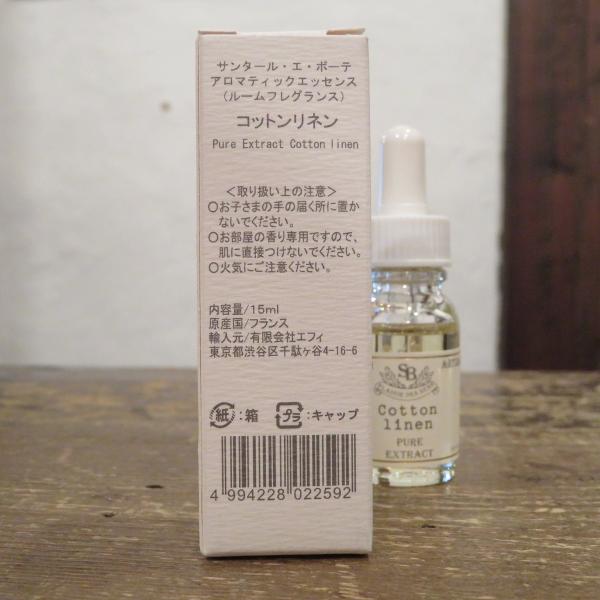 サンタール・エ・ボーテ
アロマティックエッセンス
（ルームフレグランス）
コットンリネン
Pure Extract Cotton linen
＜取り扱い上の注意＞
○お子さまの手の届く所に置か
ないでください。
○お部屋の香り専用ですので、
肌に直接つけないでください。
○火気にご注意ください。
内容量/15ml
原産国/フランス
輸入元/有限会社エフィ
東京都渋谷区千駄ヶ谷4-16-6
紙:箱 プラ:キャップ
4 994228 022592
SB
Cotton
linen
PURE
EXTRACT